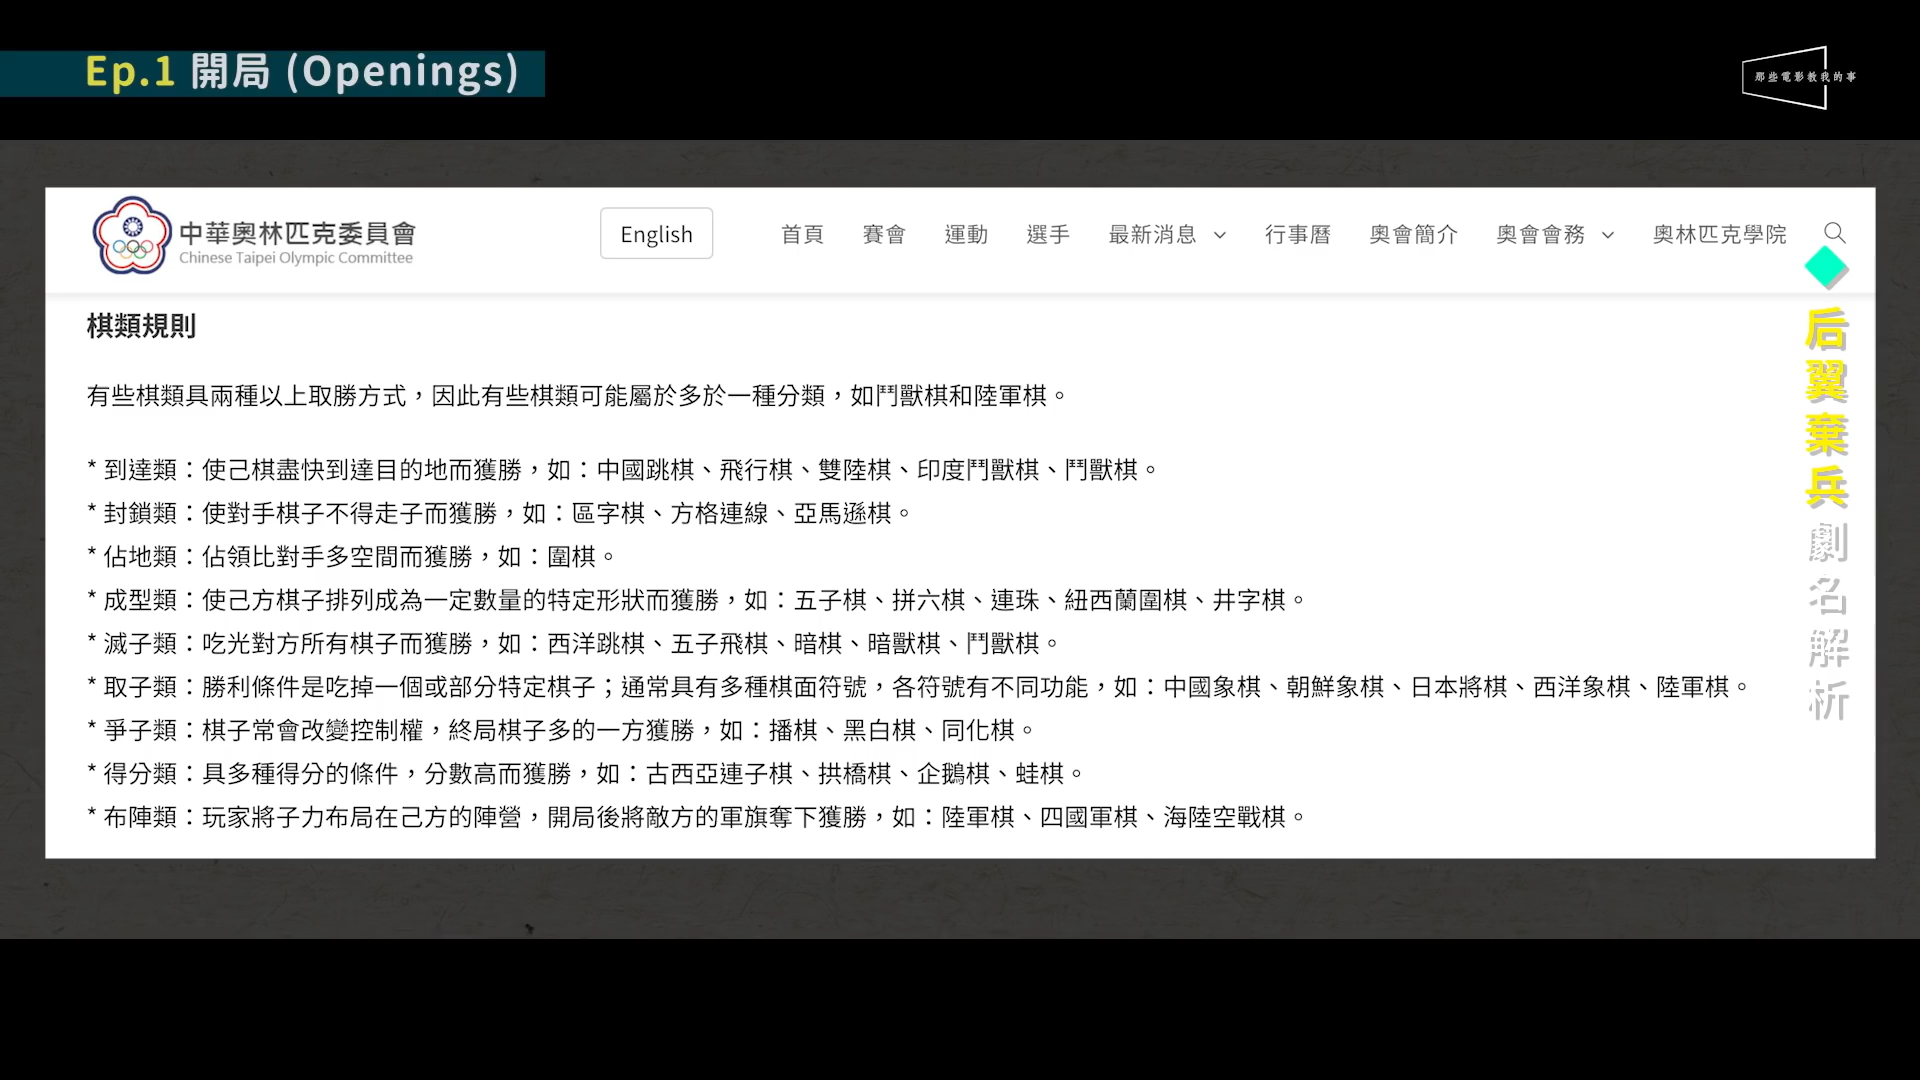 Ep.1 開局 (Openings)
那些電影教我的事
中華奧林匹克委員會
Chinese Taipei Olympic Committee
English
首頁
賽會
運動
選手
最新消息
行事曆
奧會簡介
奧會會務
奧林匹克學院
棋類規則
有些棋類具兩種以上取勝方式，因此有些棋類可能屬於多於一種分類，如鬥獸棋和陸軍棋。
* 到達類：使己棋盡快到達目的地而獲勝，如：中國跳棋、飛行棋、雙陸棋、印度鬥獸棋、鬥獸棋。
* 封鎖類：使對手棋子不得走子而獲勝，如：區字棋、方格連線、亞馬遜棋。
* 佔地類：佔領比對手多空間而獲勝，如：圍棋。
* 成型類：使己方棋子排列成為一定數量的特定形狀而獲勝，如：五子棋、拼六棋、連珠、紐西蘭圍棋、井字棋。
* 滅子類：吃光對方所有棋子而獲勝，如：西洋跳棋、五子飛棋、暗棋、暗獸棋、鬥獸棋。
* 取子類：勝利條件是吃掉一個或部分特定棋子；通常具有多種棋面符號，各符號有不同功能，如：中國象棋、朝鮮象棋、日本將棋、西洋象棋、陸軍棋。
* 爭子類：棋子常會改變控制權，終局棋子多的一方獲勝，如：播棋、黑白棋、同化棋。
* 得分類：具多種得分的條件，分數高而獲勝，如：古西亞連子棋、拱橋棋、企鵝棋、蛙棋。
* 布陣類：玩家將子力布局在己方的陣營，開局後將敵方的軍旗奪下獲勝，如：陸軍棋、四國軍棋、海陸空戰棋。
后翼棄兵劇名解析